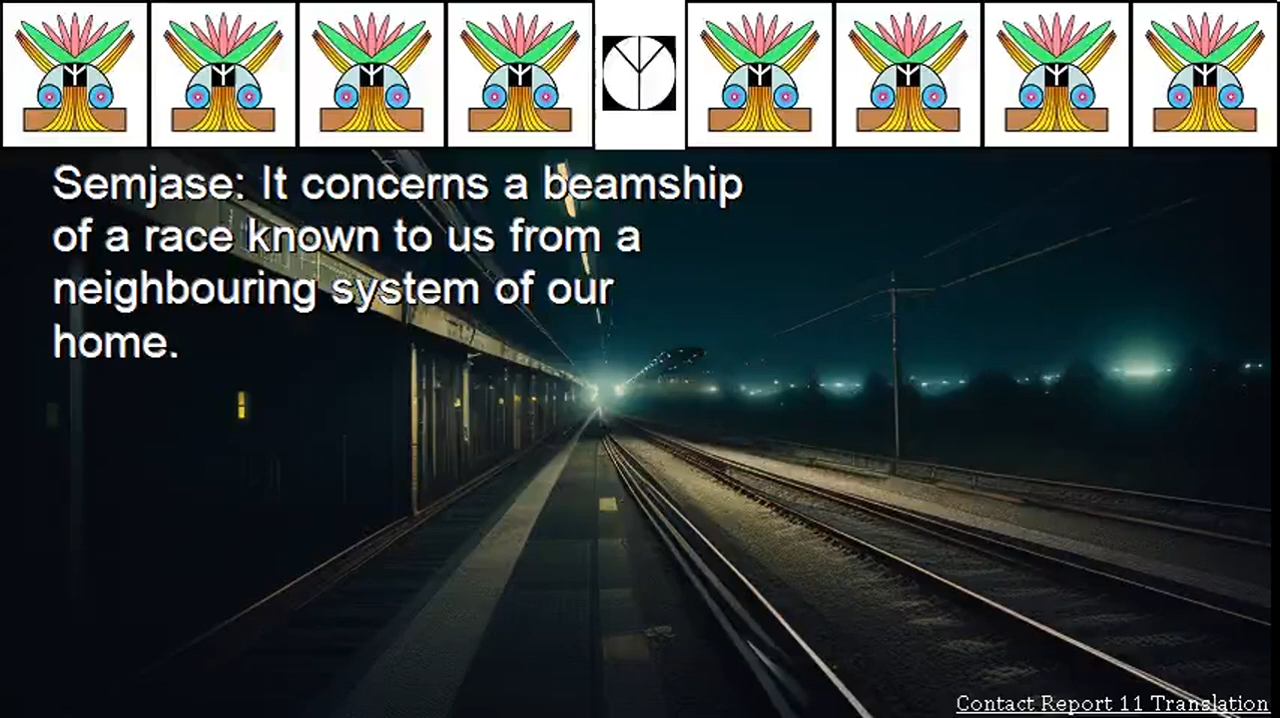 Semjase: It concerns a beamship
of a race known to us from a
neighbouring system of our
home.
Contact Report 11 Translation